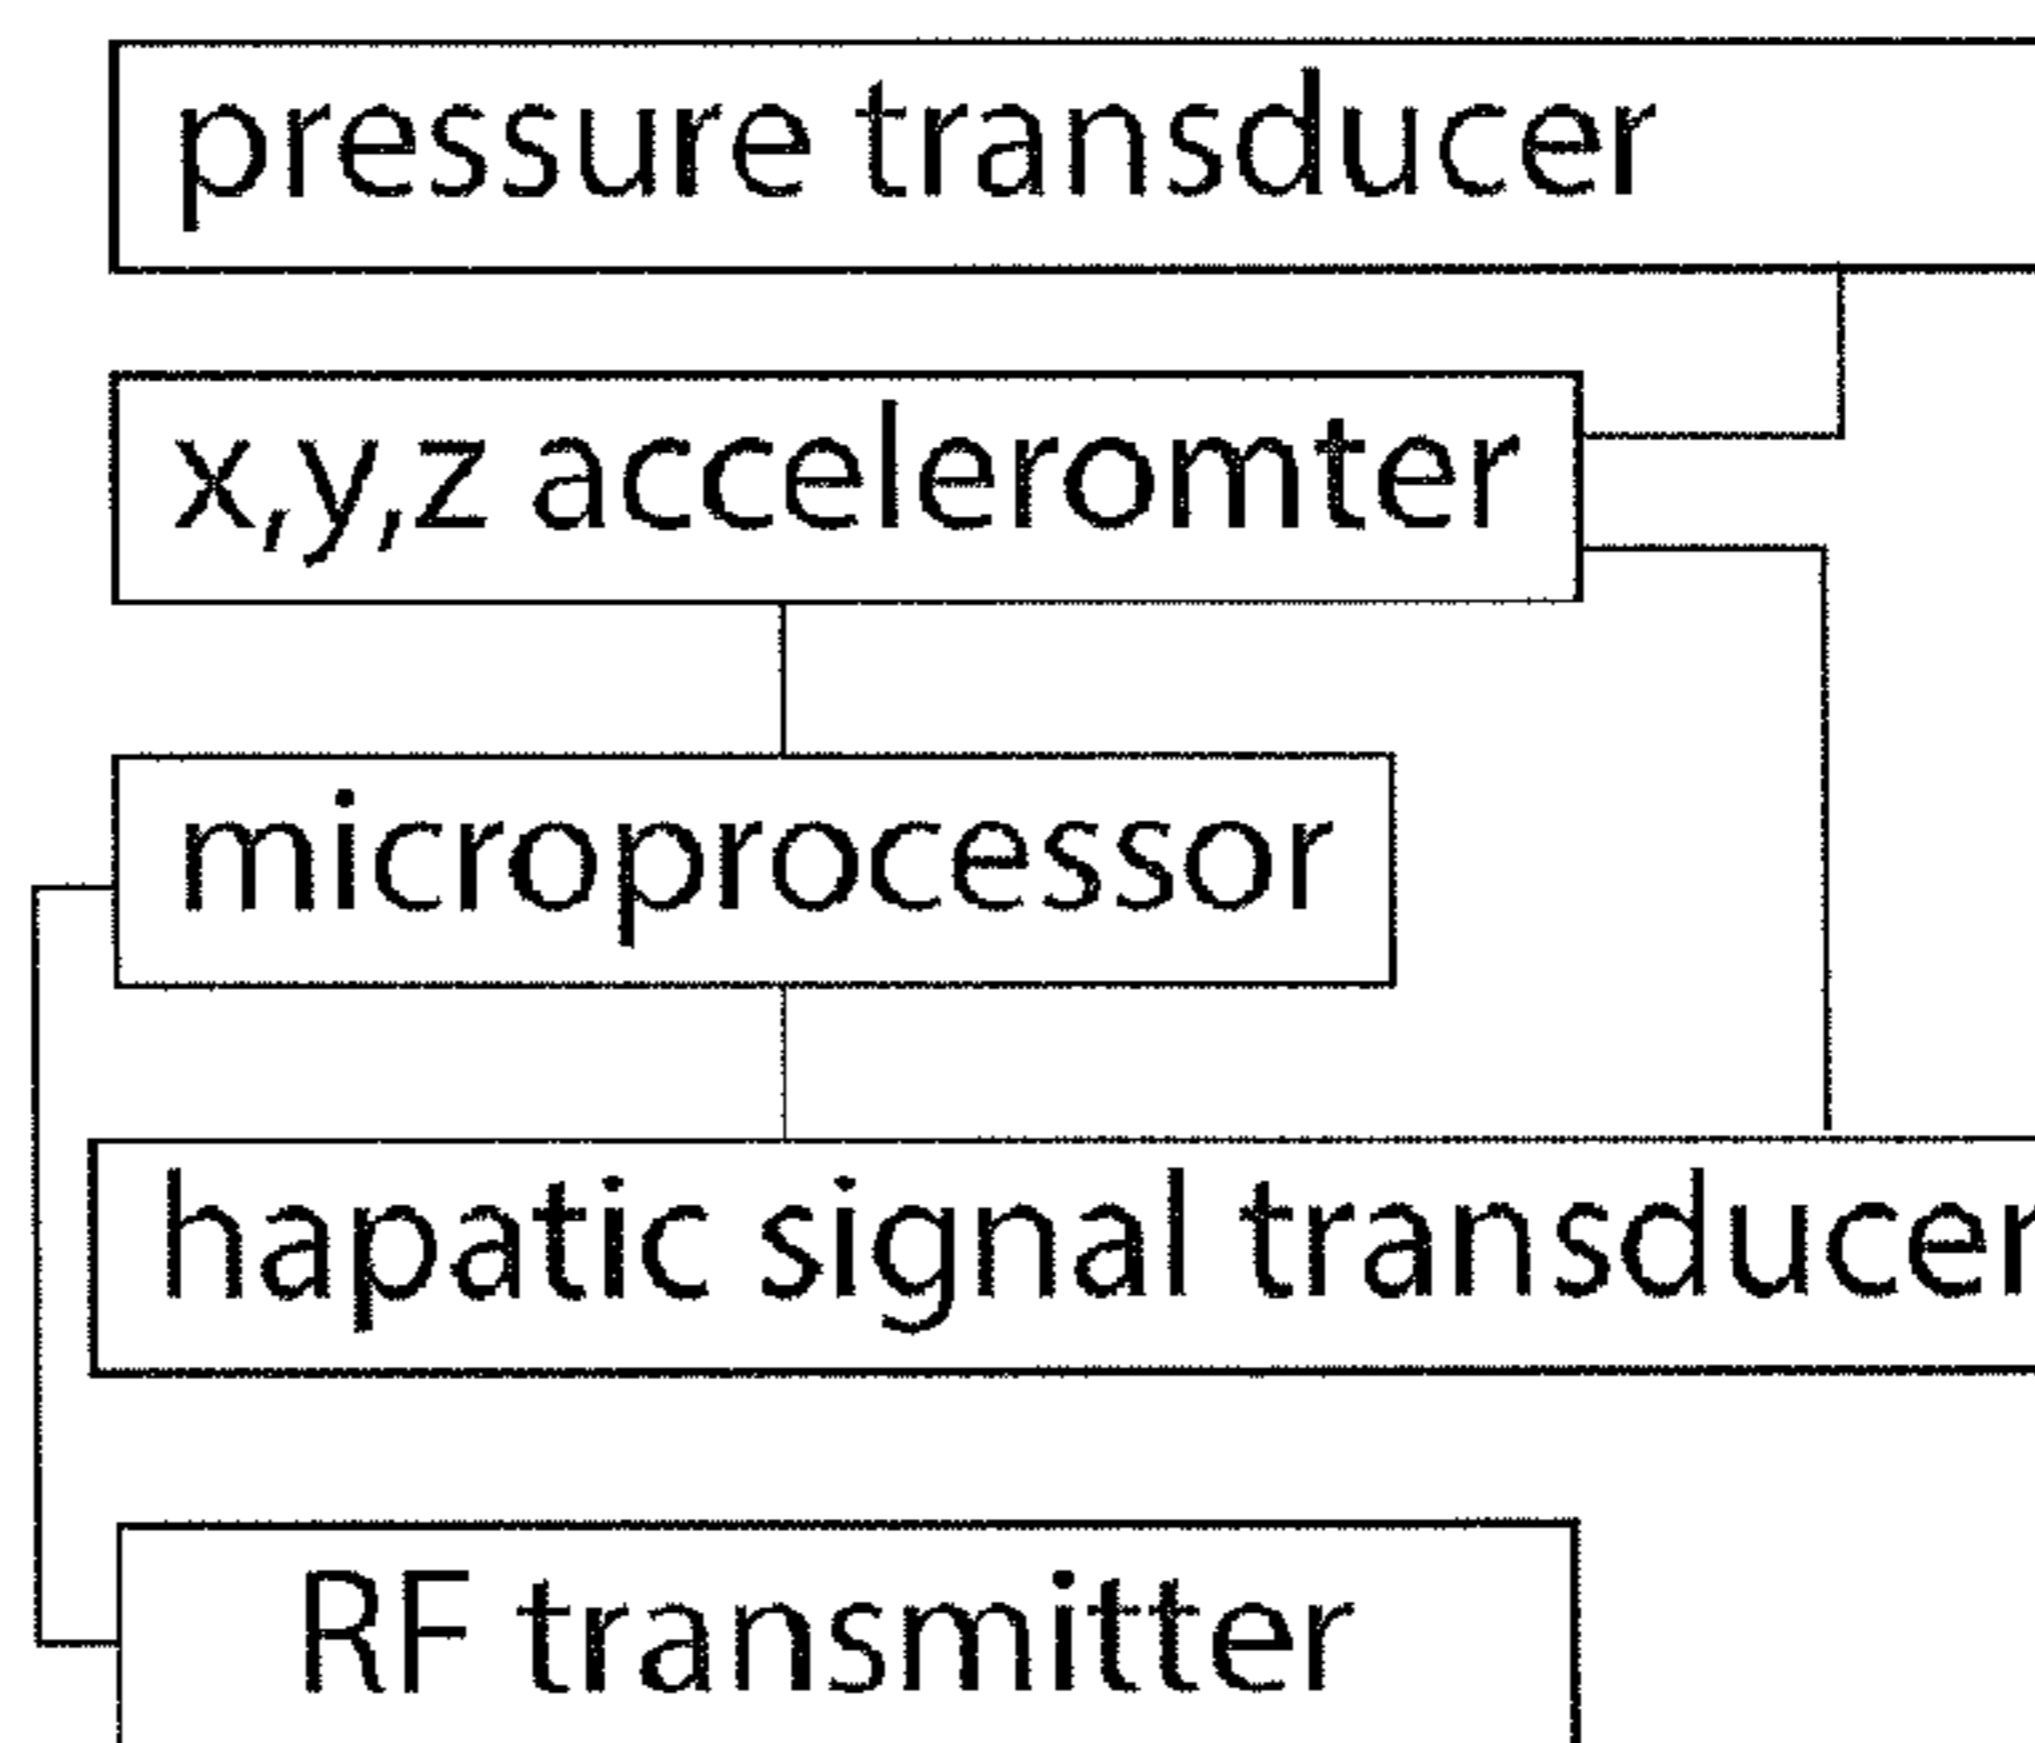 pressure transducer
x,y,z acceleromter
microprocessor
hapatic signal transducer
RF transmitter